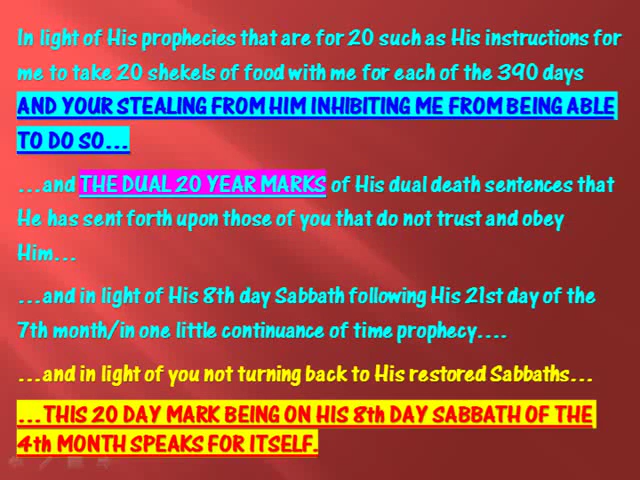 In light of His prophecies that are for 20 such as His instructions for
me to take 20 shekels of food with me for each of the 390 days
AND YOUR STEALING FROM HIM INHIBITING ME FROM BEING ABLE
TO DO SO...
...and THE DUAL 20 YEAR MARKS of His dual death sentences that
He has sent forth upon those of you that do not trust and obey
Him...
...and in light of His 8th day Sabbath following His 21st day of the
7th month/in one little continuance of time prophecy....
...and in light of you not turning back to His restored Sabbaths...
...THIS 20 DAY MARK BEING ON HIS 8th DAY SABBATH OF THE
4th MONTH SPEAKS FOR ITSELF.